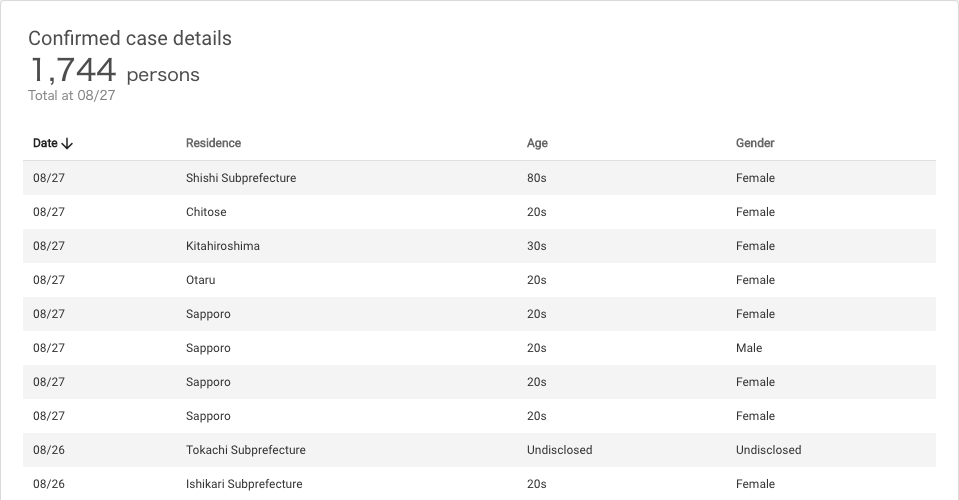 Confirmed case details
1,744 persons
Total at 08/27
Date Residence Age Gender
08/27 Shishi Subprefecture 80s Female
08/27 Chitose 20s Female
08/27 Kitahiroshima 30s Female
08/27 Otaru 20s Female
08/27 Sapporo 20s Female
08/27 Sapporo 20s Male
08/27 Sapporo 20s Female
08/27 Sapporo 20s Female
08/26 Tokachi Subprefecture Undisclosed Undisclosed
08/26 Ishikari Subprefecture 20s Female